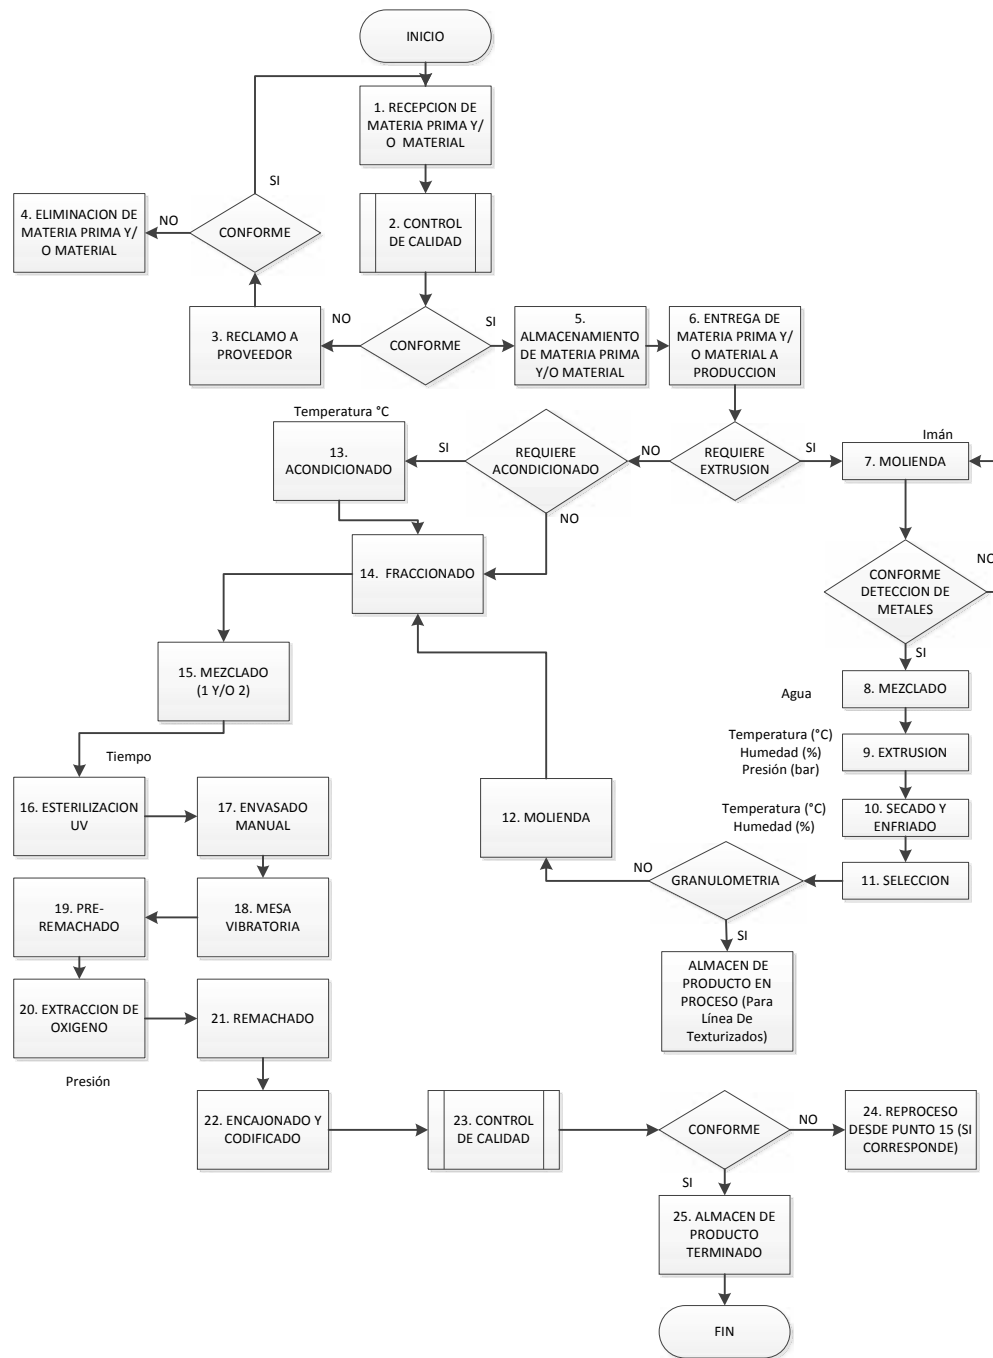 INICIO
1. RECEPCION DE
MATERIA PRIMA Y/
O MATERIAL
SI
4. ELIMINACION DE
MATERIA PRIMA Y/
O MATERIAL
NO
CONFORME
2. CONTROL
DE CALIDAD
3. RECLAMO A
PROVEEDOR
NO
CONFORME
SI
5.
ALMACENAMIENTO
DE MATERIA PRIMA
Y/O MATERIAL
6. ENTREGA DE
MATERIA PRIMA Y/
O MATERIAL A
PRODUCCION
Temperatura °C
13.
ACONDICIONADO
SI
REQUIERE
ACONDICIONADO
NO
REQUIERE
EXTRUSION
SI
Imán
7. MOLIENDA
NO
14. FRACCIONADO
CONFORME
DETECCION DE
METALES
NO
SI
15. MEZCLADO
(1 Y/O 2)
Agua
8. MEZCLADO
Tiempo
Temperatura (°C)
Humedad (%)
Presión (bar)
9. EXTRUSION
16. ESTERILIZACION
UV
17. ENVASADO
MANUAL
12. MOLIENDA
Temperatura (°C)
Humedad (%)
10. SECADO Y
ENFRIADO
NO
GRANULOMETRIA
11. SELECCION
19. PRE-
REMACHADO
18. MESA
VIBRATORIA
SI
ALMACEN DE
PRODUCTO EN
PROCESO (Para
Línea De
Texturizados)
20. EXTRACCION DE
OXIGENO
21. REMACHADO
Presión
22. ENCAJONADO Y
CODIFICADO
23. CONTROL
DE CALIDAD
CONFORME
NO
24. REPROCESO
DESDE PUNTO 15 (SI
CORRESPONDE)
SI
25. ALMACEN DE
PRODUCTO
TERMINADO
FIN